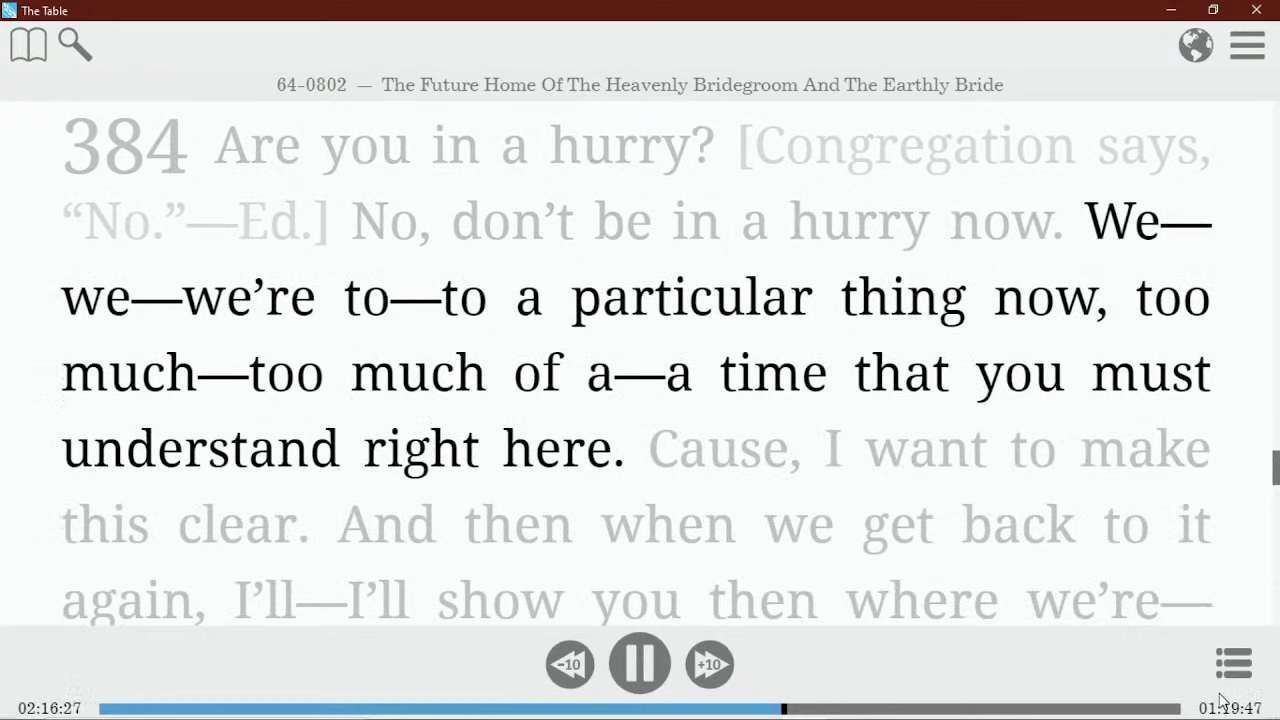 The Table
64-0802 — The Future Home Of The Heavenly Bridegroom And The Earthly Bride
384 Are you in a hurry? [Congregation says,
“No.”—Ed.] No, don’t be in a hurry now. We—
we—we’re to—to a particular thing now, too
much—too much of a—a time that you must
understand right here. Cause, I want to make
this clear. And then when we get back to it
again, I’ll—I’ll show you then where we’re—
-10
+10
02:16:27